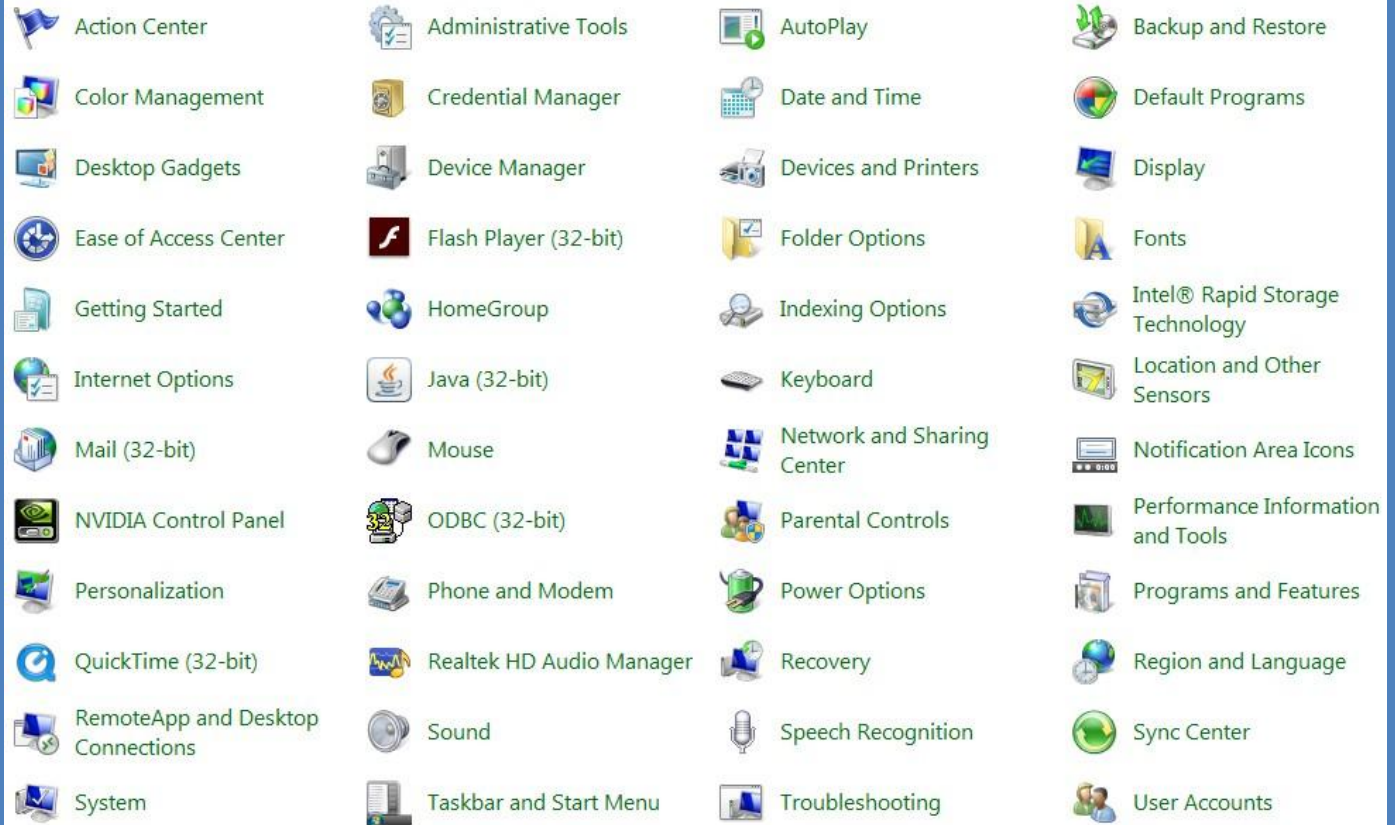 Action Center
Administrative Tools
AutoPlay
Backup and Restore
Color Management
Credential Manager
Date and Time
Default Programs
Desktop Gadgets
Device Manager
Devices and Printers
Display
Ease of Access Center
Flash Player (32-bit)
Folder Options
Fonts
Getting Started
HomeGroup
Indexing Options
Intel® Rapid Storage
Technology
Internet Options
Java (32-bit)
Keyboard
Location and Other
Sensors
Mail (32-bit)
Mouse
Network and Sharing
Center
Notification Area Icons
NVIDIA Control Panel
32
ODBC (32-bit)
Parental Controls
Performance Information
and Tools
Personalization
Phone and Modem
Power Options
Programs and Features
QuickTime (32-bit)
Realtek HD Audio Manager
Recovery
Region and Language
RemoteApp and Desktop
Connections
Sound
Speech Recognition
Sync Center
System
Taskbar and Start Menu
Troubleshooting
User Accounts